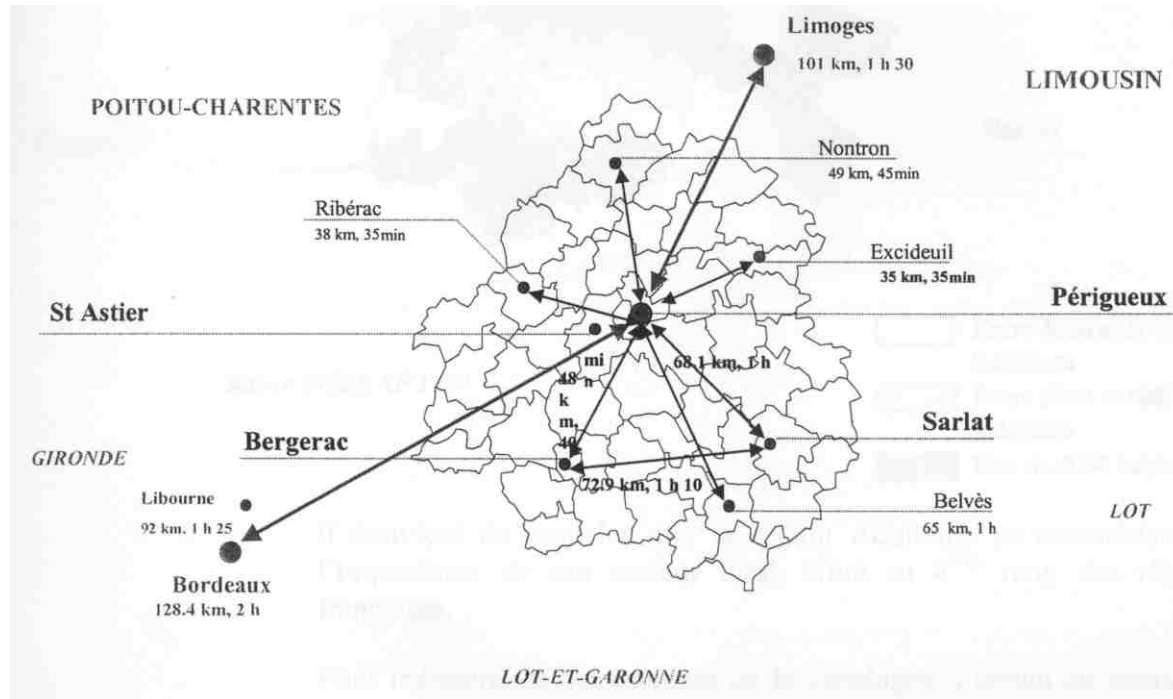 Limoges
101 km, 1 h 30
LIMOUSIN
POITOU-CHARENTES
Nontron
49 km, 45min
Ribérac
38 km, 35min
Excideuil
35 km, 35min
St Astier
Périgueux
mi
48 n
k
m,
40
68.1 km, 1 h
Bergerac
Sarlat
GIRONDE
72.9 km, 1 h 10
Libourne
92 km, 1 h 25
Belvès
65 km, 1 h
LOT
Bordeaux
128.4 km, 2 h
LOT-ET-GARONNE